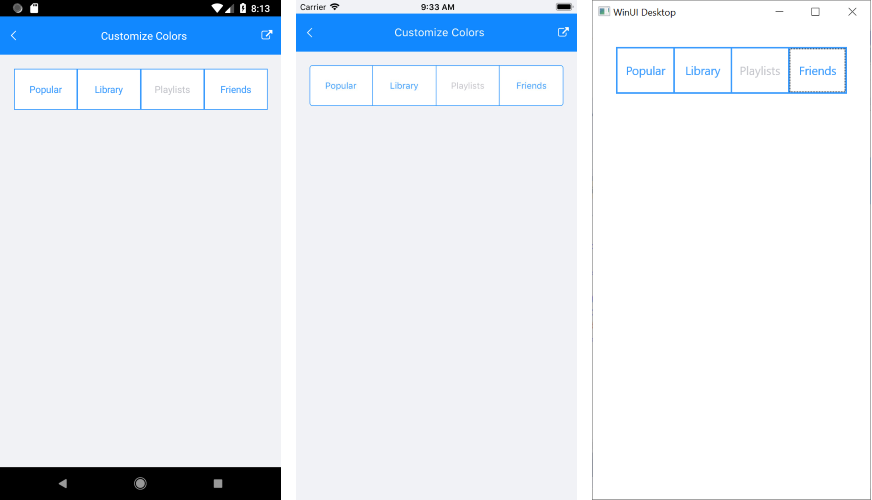 8:13
Customize Colors
Popular Library Playlists Friends
Carrier 9:33 AM
Customize Colors
Popular Library Playlists Friends
WinUI Desktop
Popular Library Playlists Friends